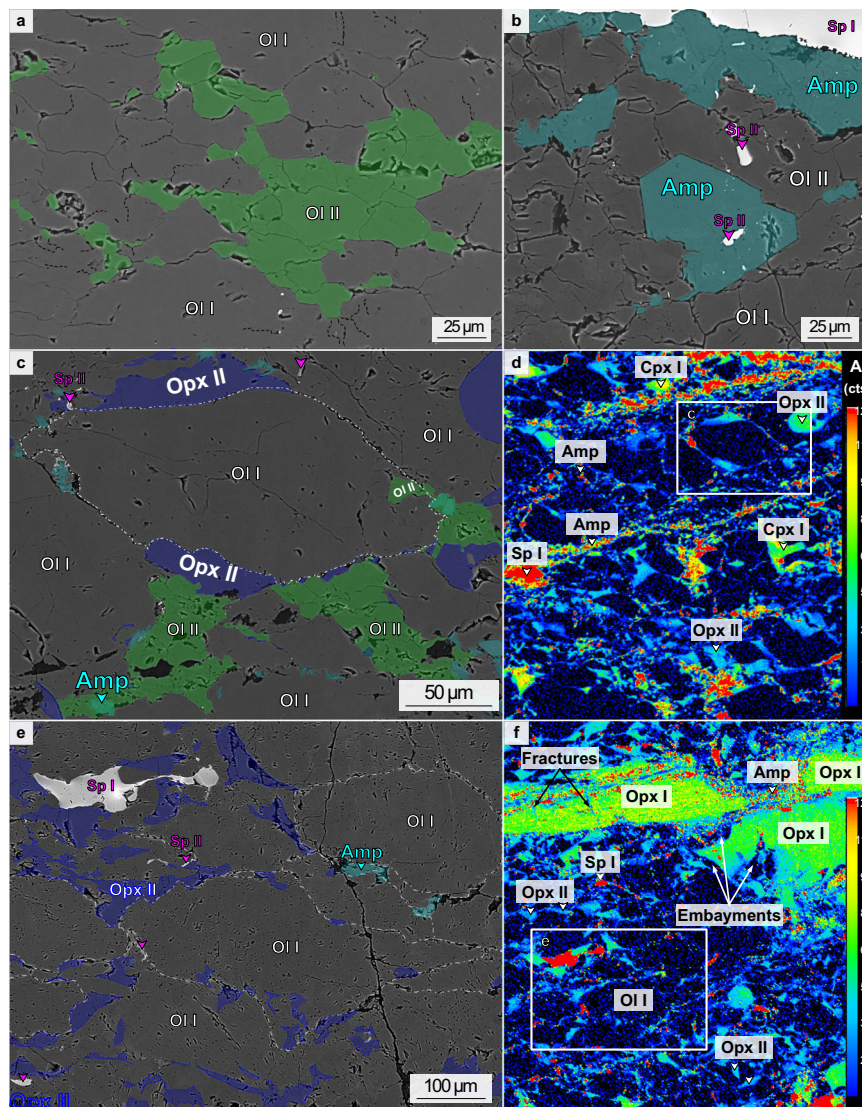 a
Ol I
Ol II
Ol I
25 µm
b
Sp I
Amp
Sp II
Amp
Ol II
Sp II
Ol I
25 µm
c
Sp II
Opx II
Ol I
Ol I
Ol II
Ol I
Opx II
Ol II
Ol II
Amp
Ol I
50 µm
d
Cpx I
A
(cts
Opx II
c
Amp
Amp
Cpx I
Sp I
Opx II
e
Sp I
Ol I
Sp II
Amp
Opx II
Ol I
Ol I
100 µm
Opx II
f
Fractures
Amp
Opx I
Opx I
Opx I
Sp I
Opx II
Embayments
e
Ol I
Opx II